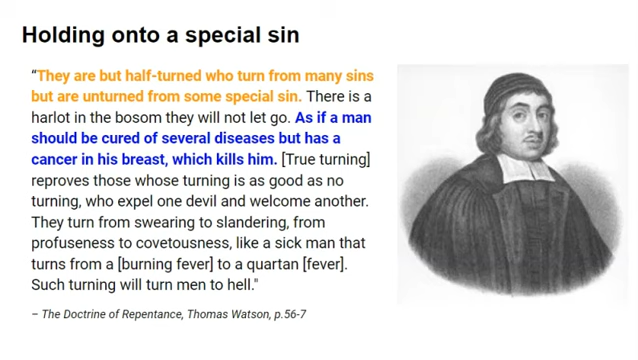 Holding onto a special sin
“They are but half-turned who turn from many sins
but are unturned from some special sin. There is a
harlot in the bosom they will not let go. As if a man
should be cured of several diseases but has a
cancer in his breast, which kills him. [True turning]
reproves those whose turning is as good as no
turning, who expel one devil and welcome another.
They turn from swearing to slandering, from
profuseness to covetousness, like a sick man that
turns from a [burning fever] to a quartan [fever].
Such turning will turn men to hell."
– The Doctrine of Repentance, Thomas Watson, p.56-7